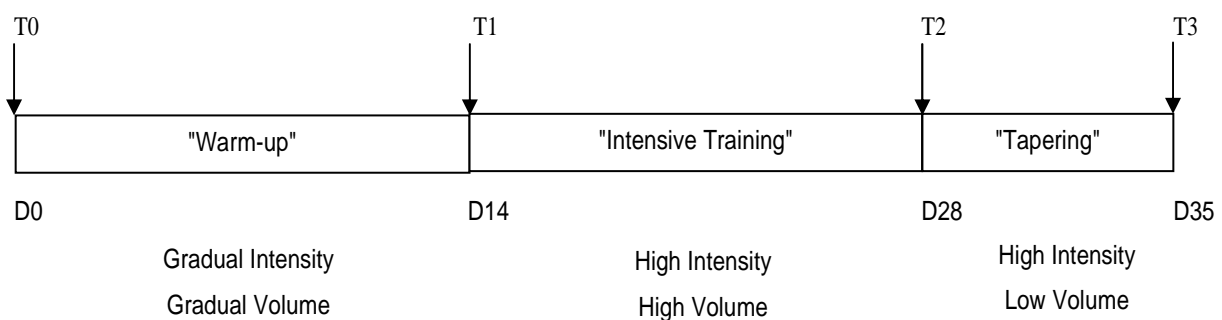 T0 T1 T2 T3
"Warm-up" "Intensive Training" "Tapering"
D0 D14 D28 D35
Gradual Intensity High Intensity High Intensity
Gradual Volume High Volume Low Volume